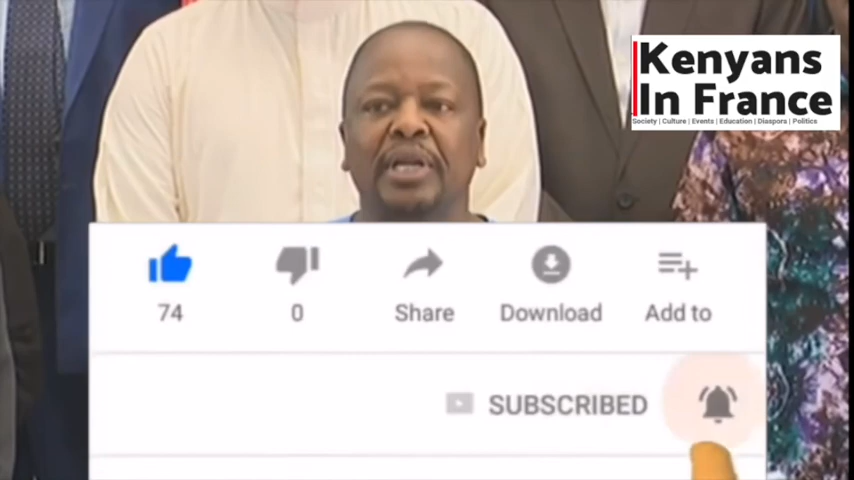 Kenyans
In France
Society | Culture | Events | Education | Diaspora | Politics
74
0
Share
Download
Add to
SUBSCRIBED